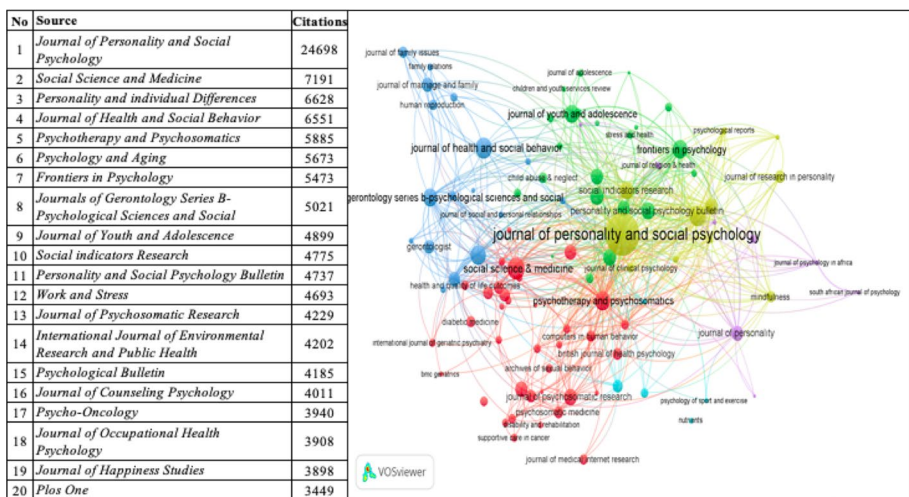 No Source Citations
1 Journal of Personality and Social
Psychology 24698
2 Social Science and Medicine 7191
3 Personality and individual Differences 6628
4 Journal of Health and Social Behavior 6551
5 Psychotherapy and Psychosomatics 5885
6 Psychology and Aging 5673
7 Frontiers in Psychology 5473
8 Journals of Gerontology Series B-
Psychological Sciences and Social 5021
9 Journal of Youth and Adolescence 4899
10 Social indicators Research 4775
11 Personality and Social Psychology Bulletin 4737
12 Work and Stress 4693
13 Journal of Psychosomatic Research 4229
14 International Journal of Environmental
Research and Public Health 4202
15 Psychological Bulletin 4185
16 Journal of Counseling Psychology 4011
17 Psycho-Oncology 3940
18 Journal of Occupational Health
Psychology 3908
19 Journal of Happiness Studies 3898
20 Plos One 3449
journal of family issues
family relations
journal of marriage and family
human reproduction
journal of adolescence
children and youth services review
journal of youth and adolescence
stress and health
psychological reports
journal of health and social behavior
frontiers in psychology
journal of religion & health
child abuse & neglect
journal of research in personality
social indicators research
gerontology series b-psychological sciences and social
journal of social and personal relationships
personality and social psychology bulletin
journal of personality and social psychology
gerontologist
social science & medicine
journal of clinical psychology
journal of psychology in africa
health and quality of life outcomes
south african journal of psychology
mindfulness
psychotherapy and psychosomatics
diabetic medicine
journal of personality
computers in human behavior
international journal of geriatric psychiatry
british journal of health psychology
archives of sexual behavior
bmc geriatrics
journal of psychosomatic research
psychology of sport and exercise
psychosomatic medicine
nutrients
disability and rehabilitation
supportive care in cancer
journal of medical internet research
VOSviewer